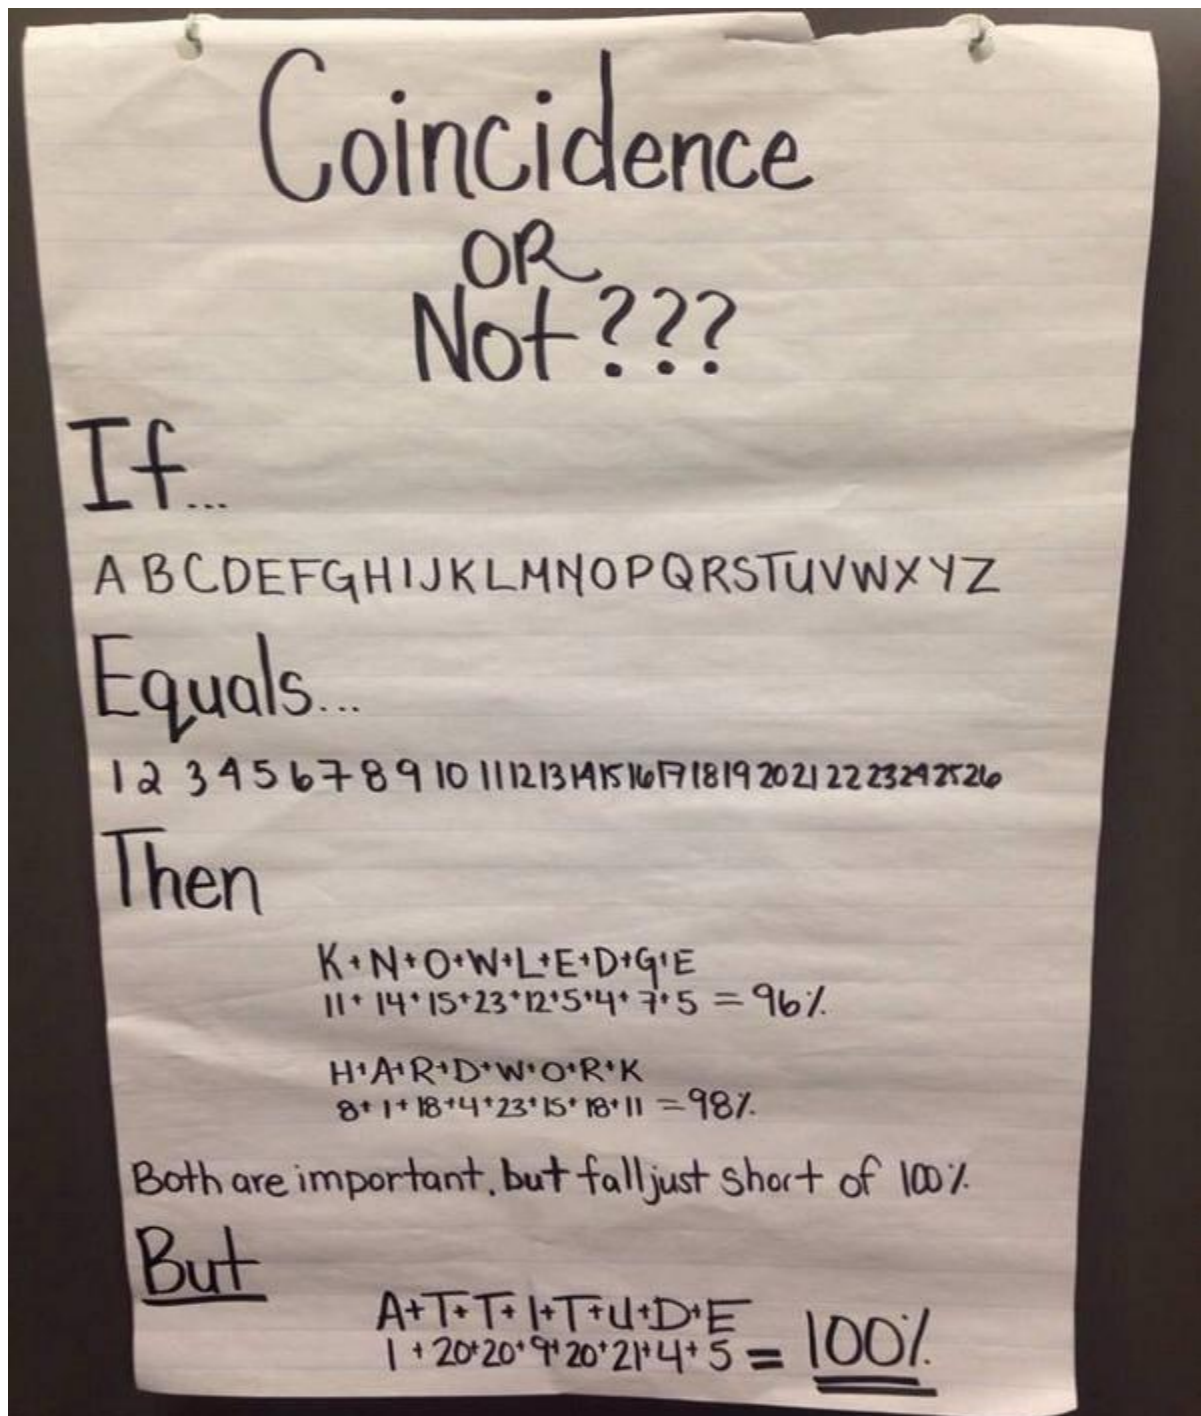 Coincidence
OR
Not???
If...
A B C D E F G H I J K L M N O P Q R S T U V W X Y Z
Equals...
1 2 3 4 5 6 7 8 9 10 11 12 13 14 15 16 17 18 19 20 21 22 23 24 25 26
Then
K+N+O+W+L+E+D+G+E
11+14+15+23+12+5+4+7+5 = 96%
H+A+R+D+W+O+R+K
8+1+18+4+23+15+18+11 = 98%
Both are important, but fall just short of 100%
But
A+T+T+I+T+U+D+E
1+20+20+9+20+21+4+5 = 100%